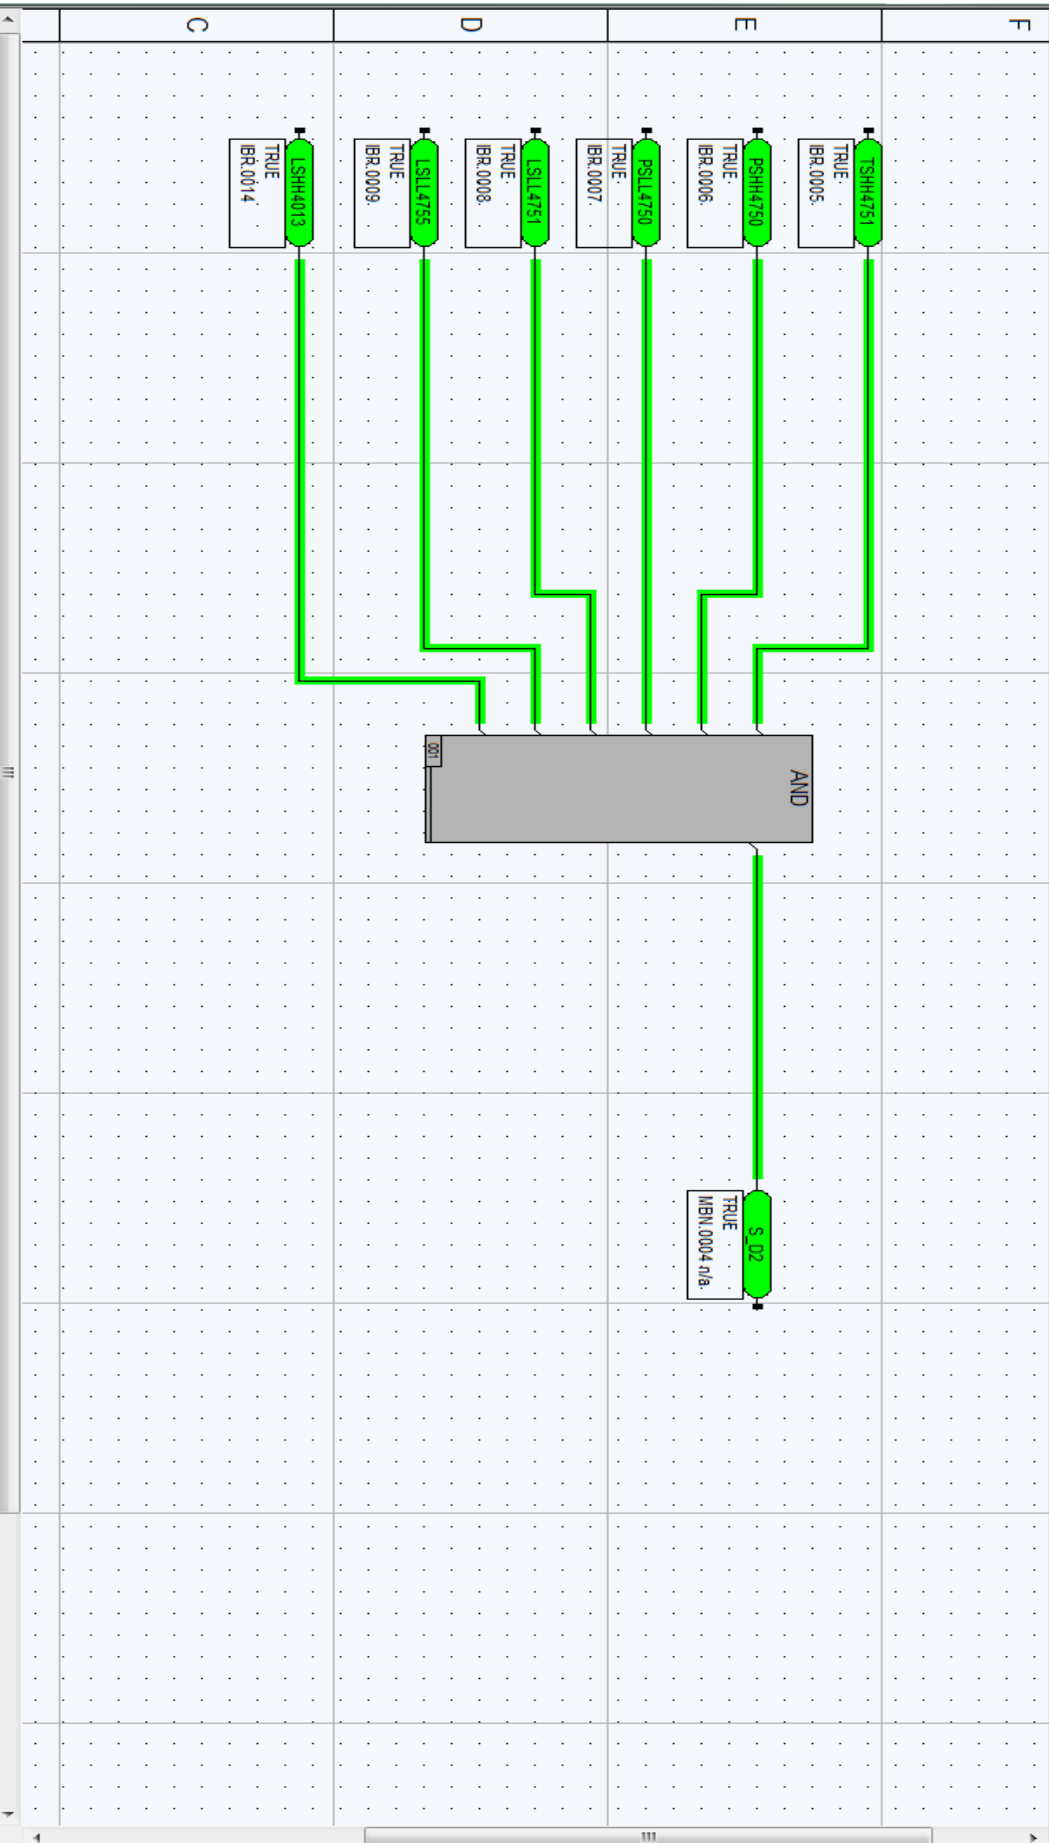 F
E
D
C
TSHH4751
TRUE
IBR.0005
PSHH4750
TRUE
IBR.0006
PSLL4750
TRUE
IBR.0007
LSLL4751
TRUE
IBR.0008
LSLL4755
TRUE
IBR.0009
LSHH4013
TRUE
IBR.0014
AND
001
S_D2
TRUE
MBN.0004 n/a